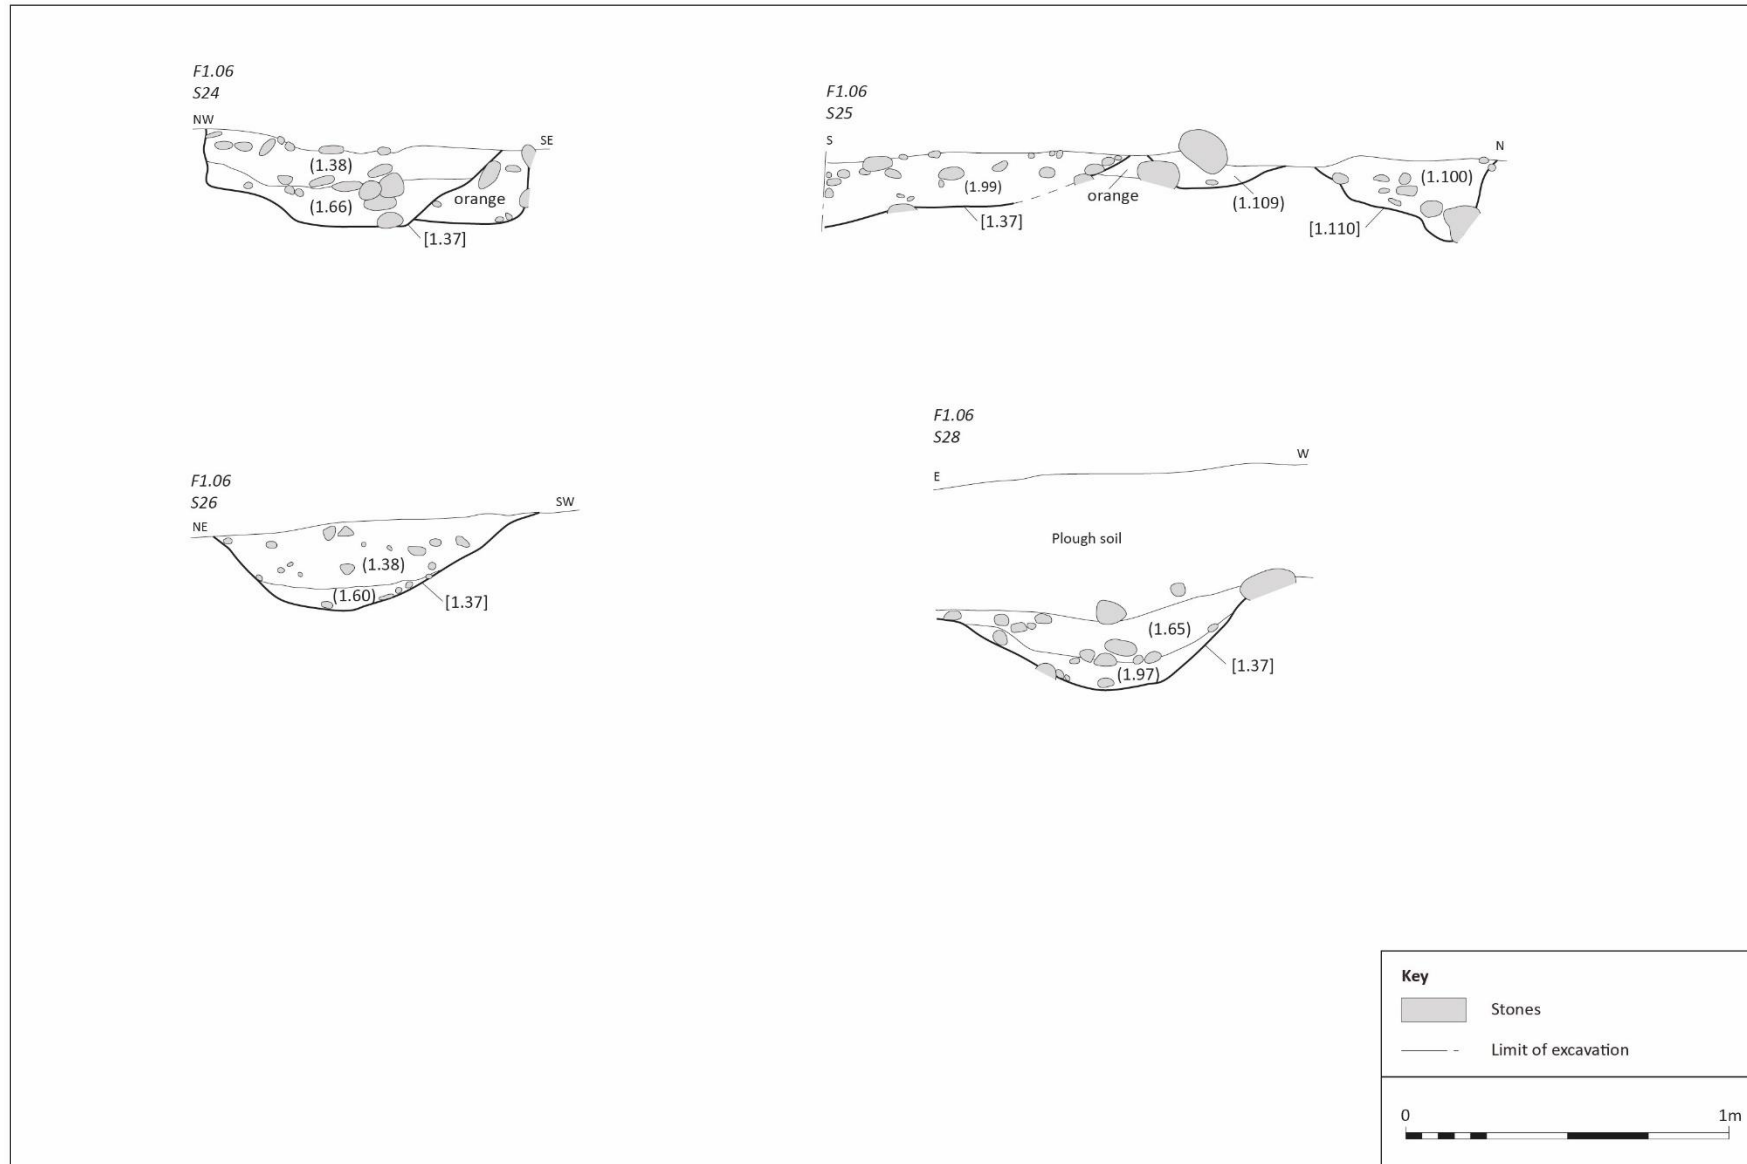 F1.06
S24
NW
SE
(1.38)
(1.66)
orange
[1.37]
F1.06
S25
S
N
(1.99)
orange
(1.100)
(1.109)
[1.37]
[1.110]
F1.06
S26
NE
SW
(1.38)
(1.60)
[1.37]
F1.06
S28
E
W
Plough soil
(1.65)
(1.97)
[1.37]
Key
Stones
Limit of excavation
0 1m